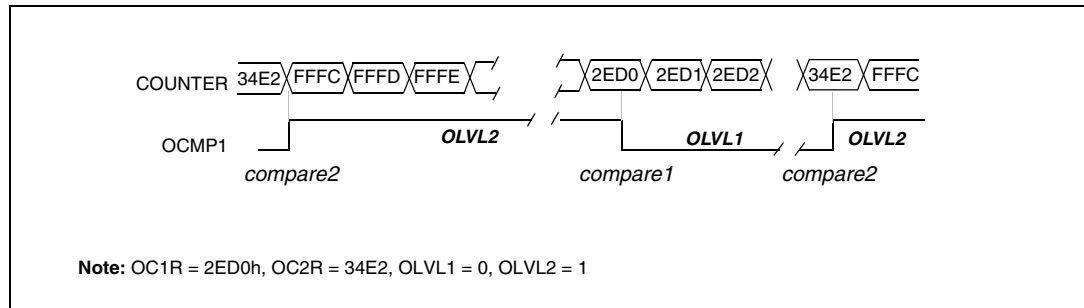 COUNTER 34E2 FFFC FFFD FFFE 2ED0 2ED1 2ED2 34E2 FFFC
OCMP1 OLVL2 OLVL1 OLVL2
compare2 compare1 compare2
Note: OC1R = 2ED0h, OC2R = 34E2, OLVL1 = 0, OLVL2 = 1